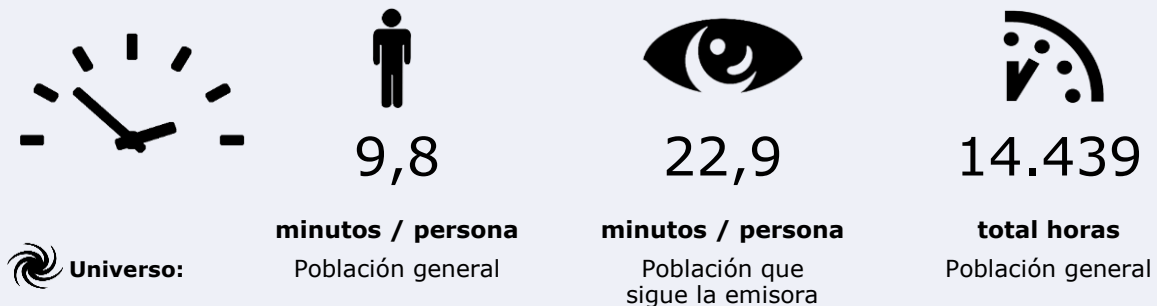 9,8
22,9
14.439
minutos / persona
minutos / persona
total horas
Universo:
Población general
Población que
sigue la emisora
Población general